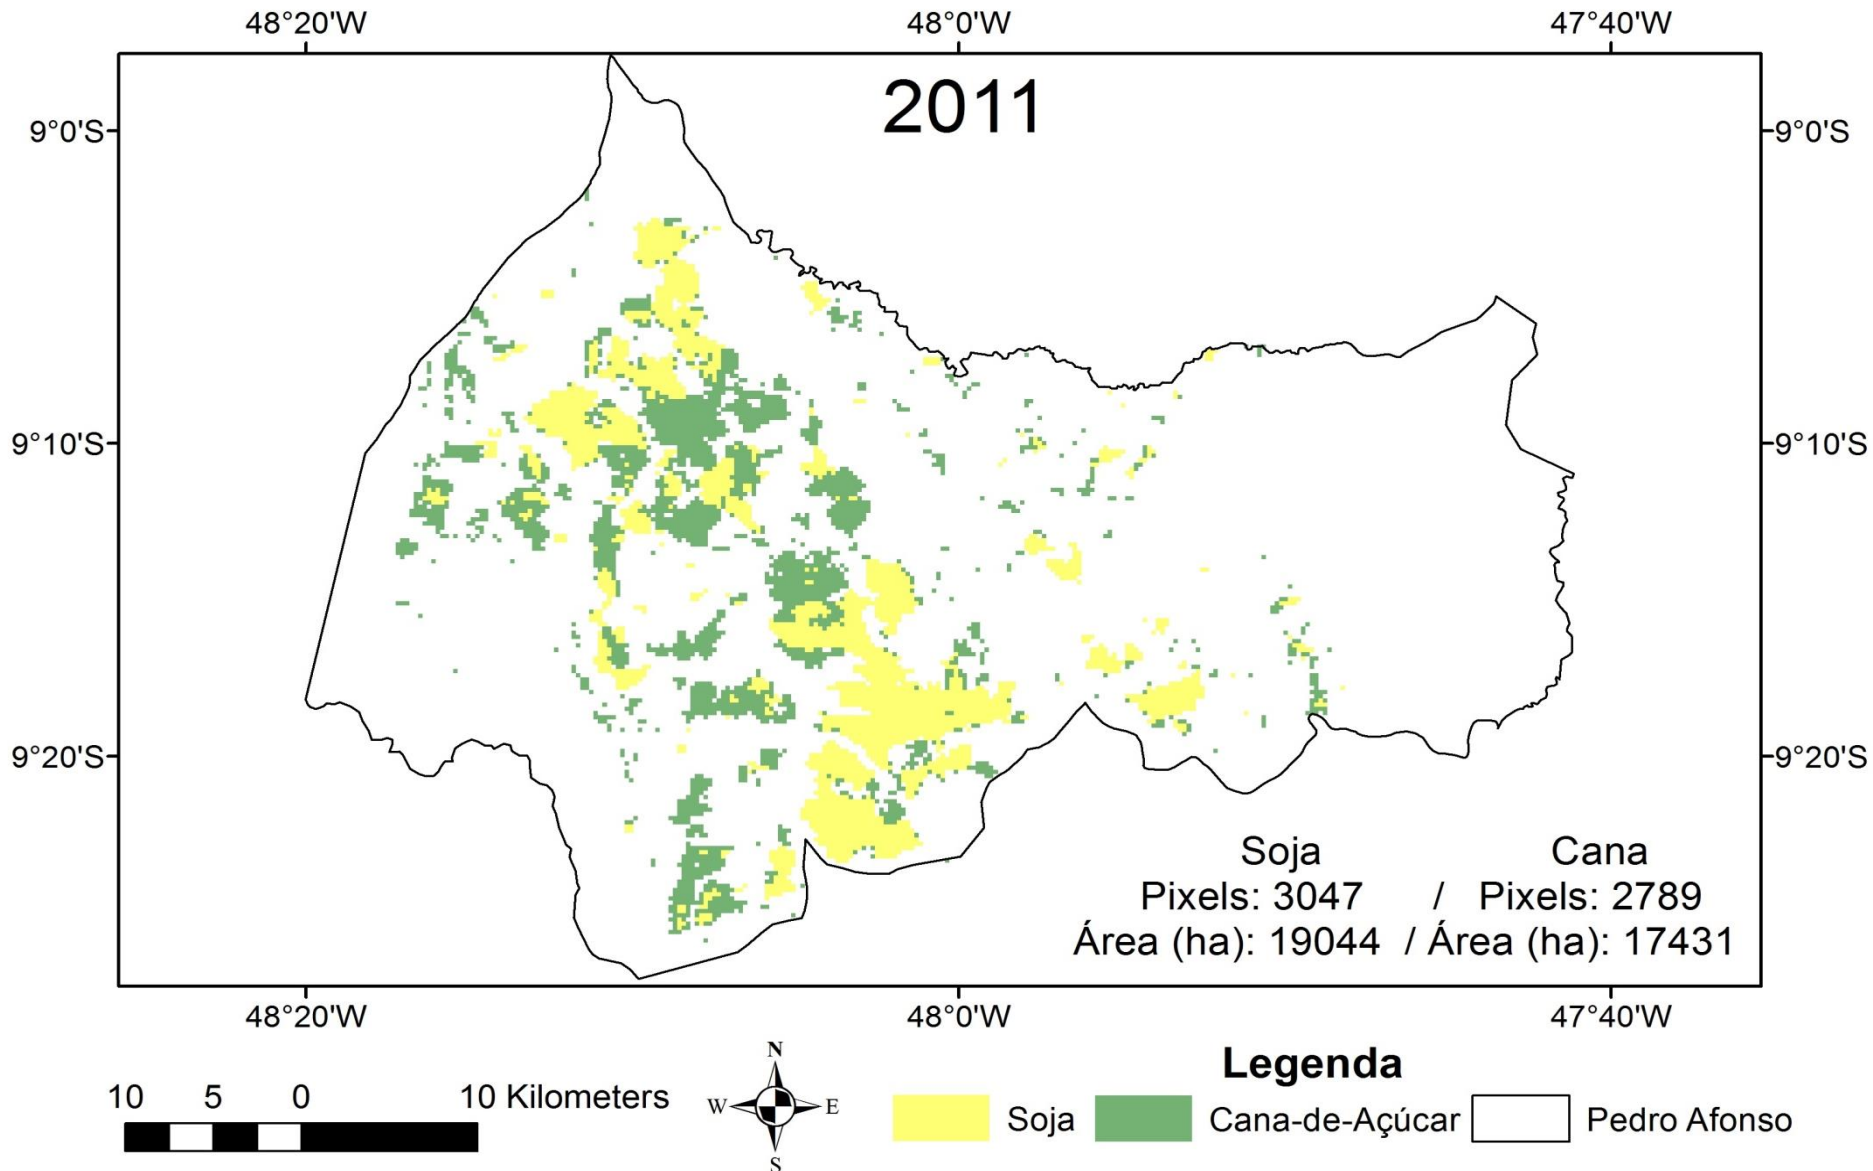 48°20'W 48°0'W 47°40'W
2011
9°0'S 9°0'S
9°10'S 9°10'S
9°20'S 9°20'S
Soja Cana
Pixels: 3047 / Pixels: 2789
Área (ha): 19044 / Área (ha): 17431
48°20'W 48°0'W 47°40'W
Legenda
10 5 0 10 Kilometers
N
W E
S
Soja Cana-de-Açúcar Pedro Afonso